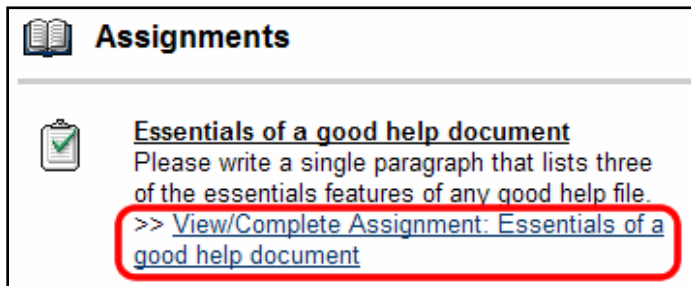 Assignments
Essentials of a good help document
Please write a single paragraph that lists three
of the essentials features of any good help file.
>> View/Complete Assignment: Essentials of a
good help document